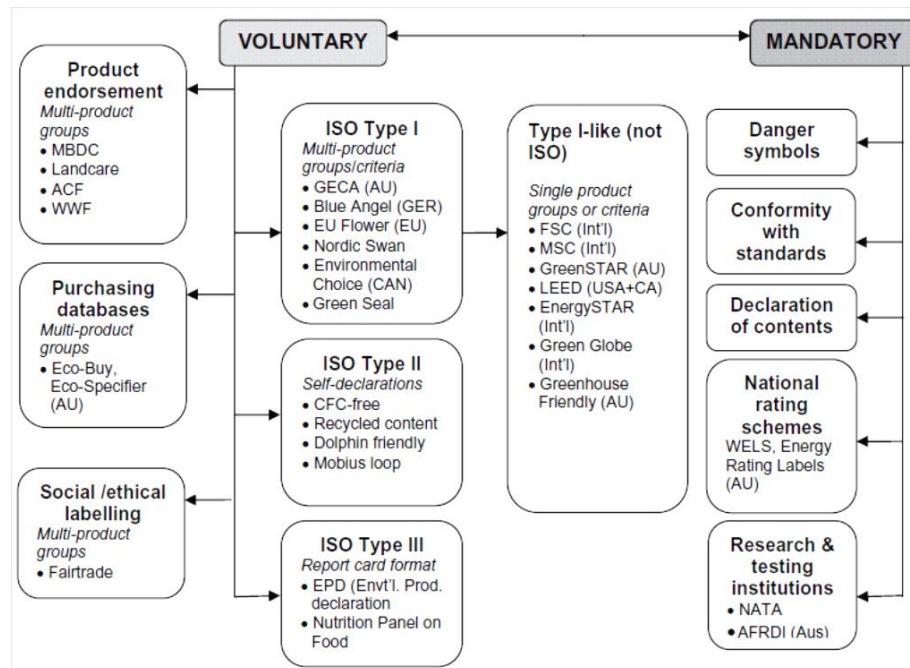 VOLUNTARY
MANDATORY
Product
endorsement
Multi-product
groups
• MBDC
• Landcare
• ACF
• WWF
Purchasing
databases
Multi-product
groups
• Eco-Buy,
Eco-Specifier
(AU)
Social /ethical
labelling
Multi-product
groups
• Fairtrade
ISO Type I
Multi-product
groups/criteria
• GECA (AU)
• Blue Angel (GER)
• EU Flower (EU)
• Nordic Swan
• Environmental
Choice (CAN)
• Green Seal
ISO Type II
Self-declarations
• CFC-free
• Recycled content
• Dolphin friendly
• Mobius loop
ISO Type III
Report card format
• EPD (Envt'l. Prod.
declaration
• Nutrition Panel on
Food
Type I-like (not
ISO)
Single product
groups or criteria
• FSC (Int'l)
• MSC (Int'l)
• GreenSTAR (AU)
• LEED (USA+CA)
• EnergySTAR
(Int'l)
• Green Globe
(Int'l)
• Greenhouse
Friendly (AU)
Danger
symbols
Conformity
with
standards
Declaration
of contents
National
rating
schemes
WELS, Energy
Rating Labels
(AU)
Research &
testing
institutions
• NATA
• AFRDI (Aus)